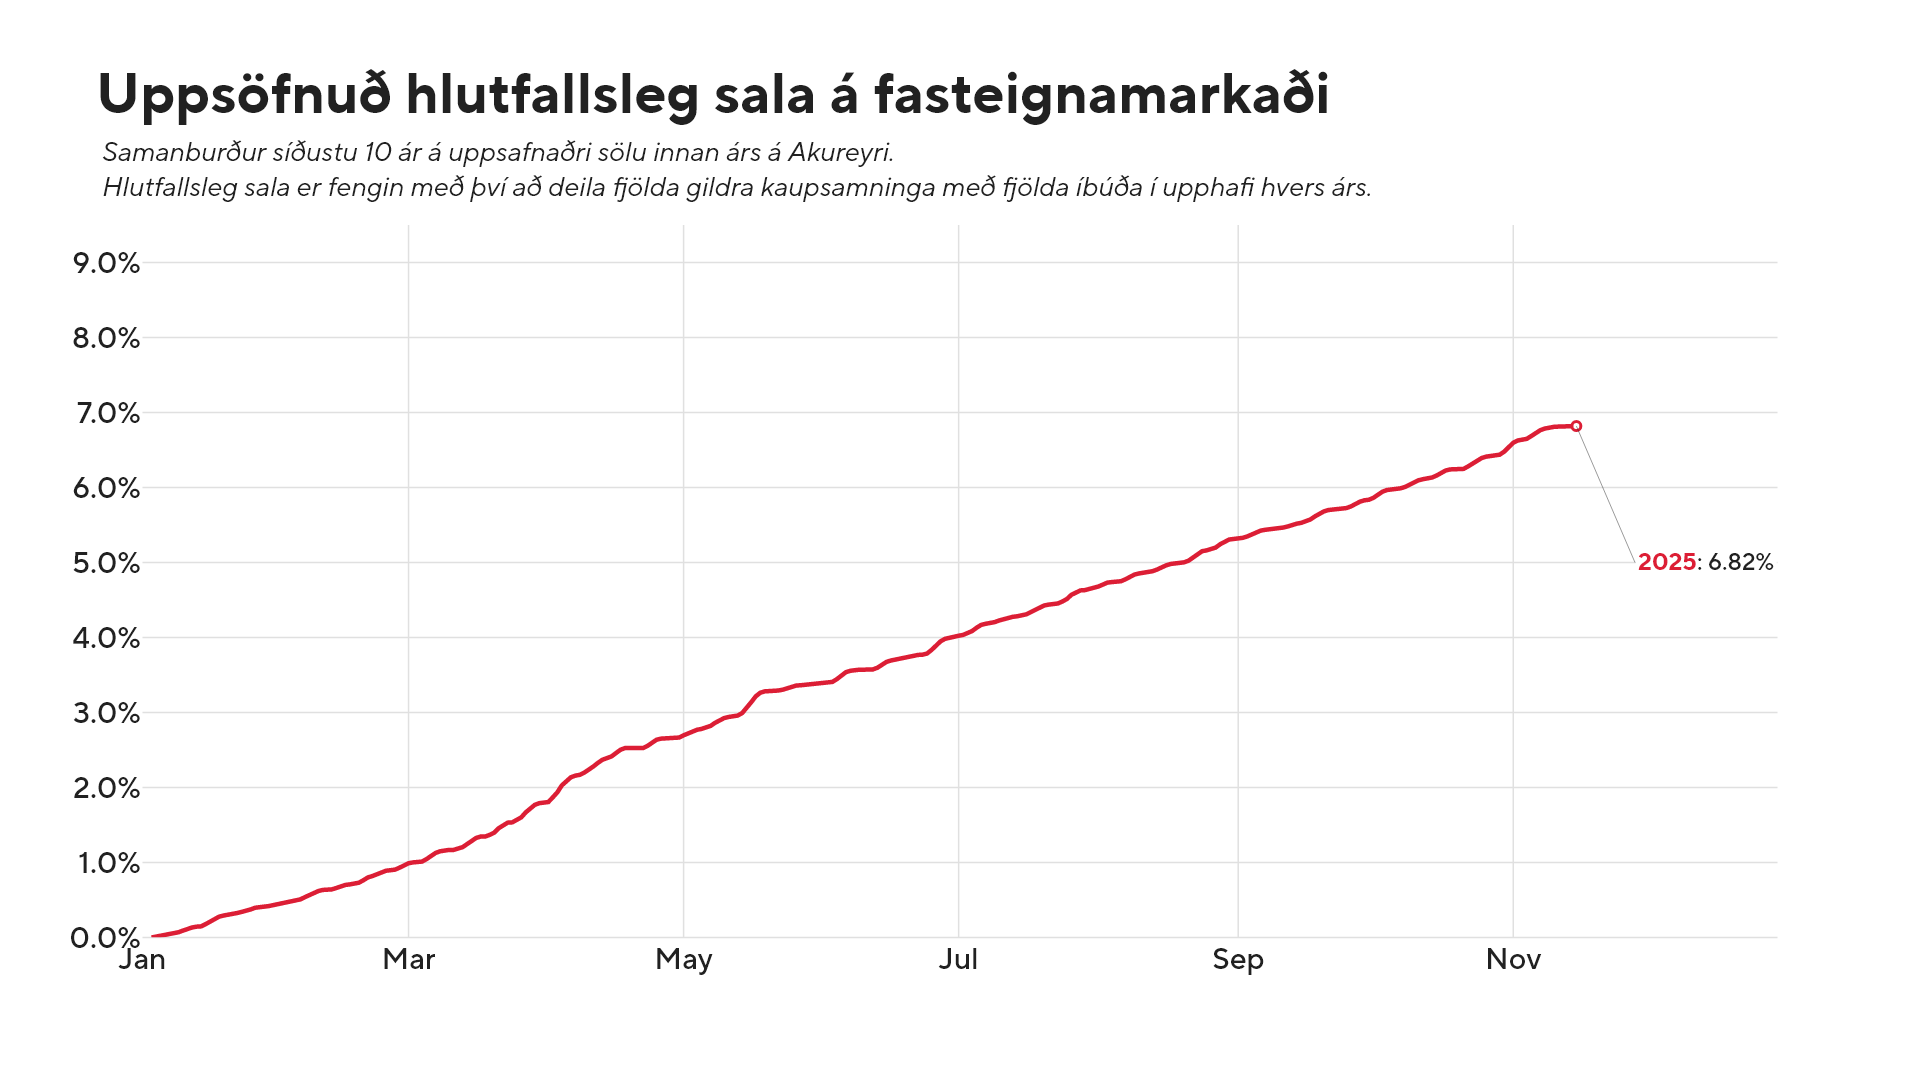 Uppsöfnuð hlutfallsleg sala á fasteignamarkaði
Samanburður síðustu 10 ár á uppsafnaðri sölu innan árs á Akureyri.
Hlutfallsleg sala er fengin með því að deila fjölda gildra kaupsamninga með fjölda íbúða í upphafi hvers árs.
9.0%
8.0%
7.0%
6.0%
5.0%
2025: 6.82%
4.0%
3.0%
2.0%
1.0%
0.0%
Jan Mar May Jul Sep Nov